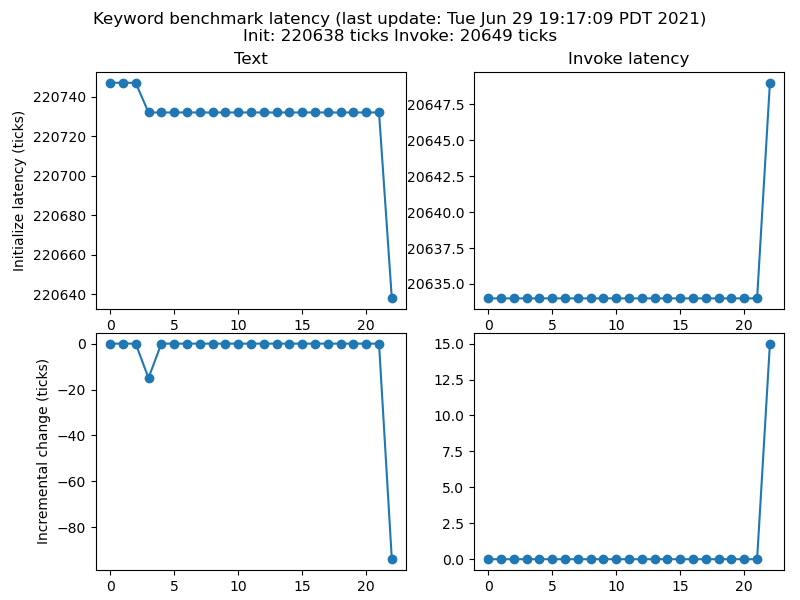 Keyword benchmark latency (last update: Tue Jun 29 19:17:09 PDT 2021)
Init: 220638 ticks Invoke: 20649 ticks
Text
Initialize latency (ticks)
220740
220720
220700
220680
220660
220640
0 5 10 15 20
Invoke latency
20647.5
20645.0
20642.5
20640.0
20637.5
20635.0
0 5 10 15 20
Incremental change (ticks)
0
−20
−40
−60
−80
0 5 10 15 20
15.0
12.5
10.0
7.5
5.0
2.5
0.0
0 5 10 15 20